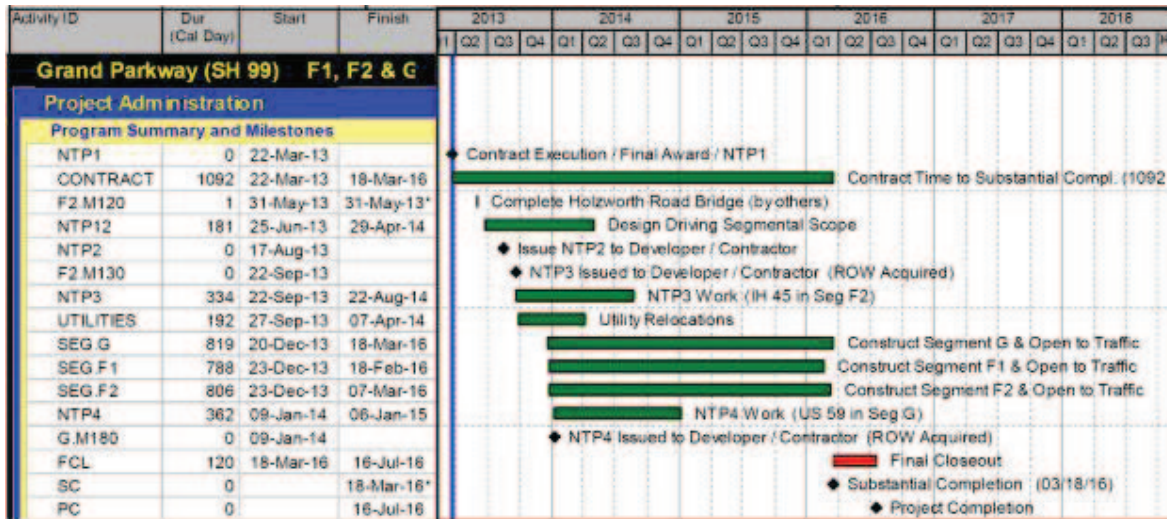 Activity ID Dur Start Finish 2013 2014 2015 2016 2017 2018
(Cal Day) Q2 Q3 Q4 Q1 Q2 Q3 Q4 Q1 Q2 Q3 Q4 Q1 Q2 Q3 Q4 Q1 Q2 Q3 Q4 Q1 Q2 Q3
Grand Parkway (SH 99) F1, F2 & G
Project Administration
Program Summary and Milestones
NTP1 0 22-Mar-13 Contract Execution / Final Award / NTP1
CONTRACT 1092 22-Mar-13 18-Mar-16 Contract Time to Substantial Compl. (1092
F2.M120 1 31-May-13 31-May-13* Complete Holzworth Road Bridge (by others)
NTP12 181 25-Jun-13 29-Apr-14 Design Driving Segmental Scope
NTP2 0 17-Aug-13 Issue NTP2 to Developer / Contractor
F2.M130 0 22-Sep-13 NTP3 Issued to Developer / Contractor (ROW Acquired)
NTP3 334 22-Sep-13 22-Aug-14 NTP3 Work (IH 45 in Seg F2)
UTILITIES 192 27-Sep-13 07-Apr-14 Utility Relocations
SEG.G 819 20-Dec-13 18-Mar-16 Construct Segment G & Open to Traffic
SEG.F1 788 23-Dec-13 18-Feb-16 Construct Segment F1 & Open to Traffic
SEG.F2 806 23-Dec-13 07-Mar-16 Construct Segment F2 & Open to Traffic
NTP4 362 09-Jan-14 06-Jan-15 NTP4 Work (US 59 in Seg G)
G.M180 0 09-Jan-14 NTP4 Issued to Developer / Contractor (ROW Acquired)
FCL 120 18-Mar-16 16-Jul-16 Final Closeout
SC 0 18-Mar-16* Substantial Completion (03/18/16)
PC 0 16-Jul-16 Project Completion